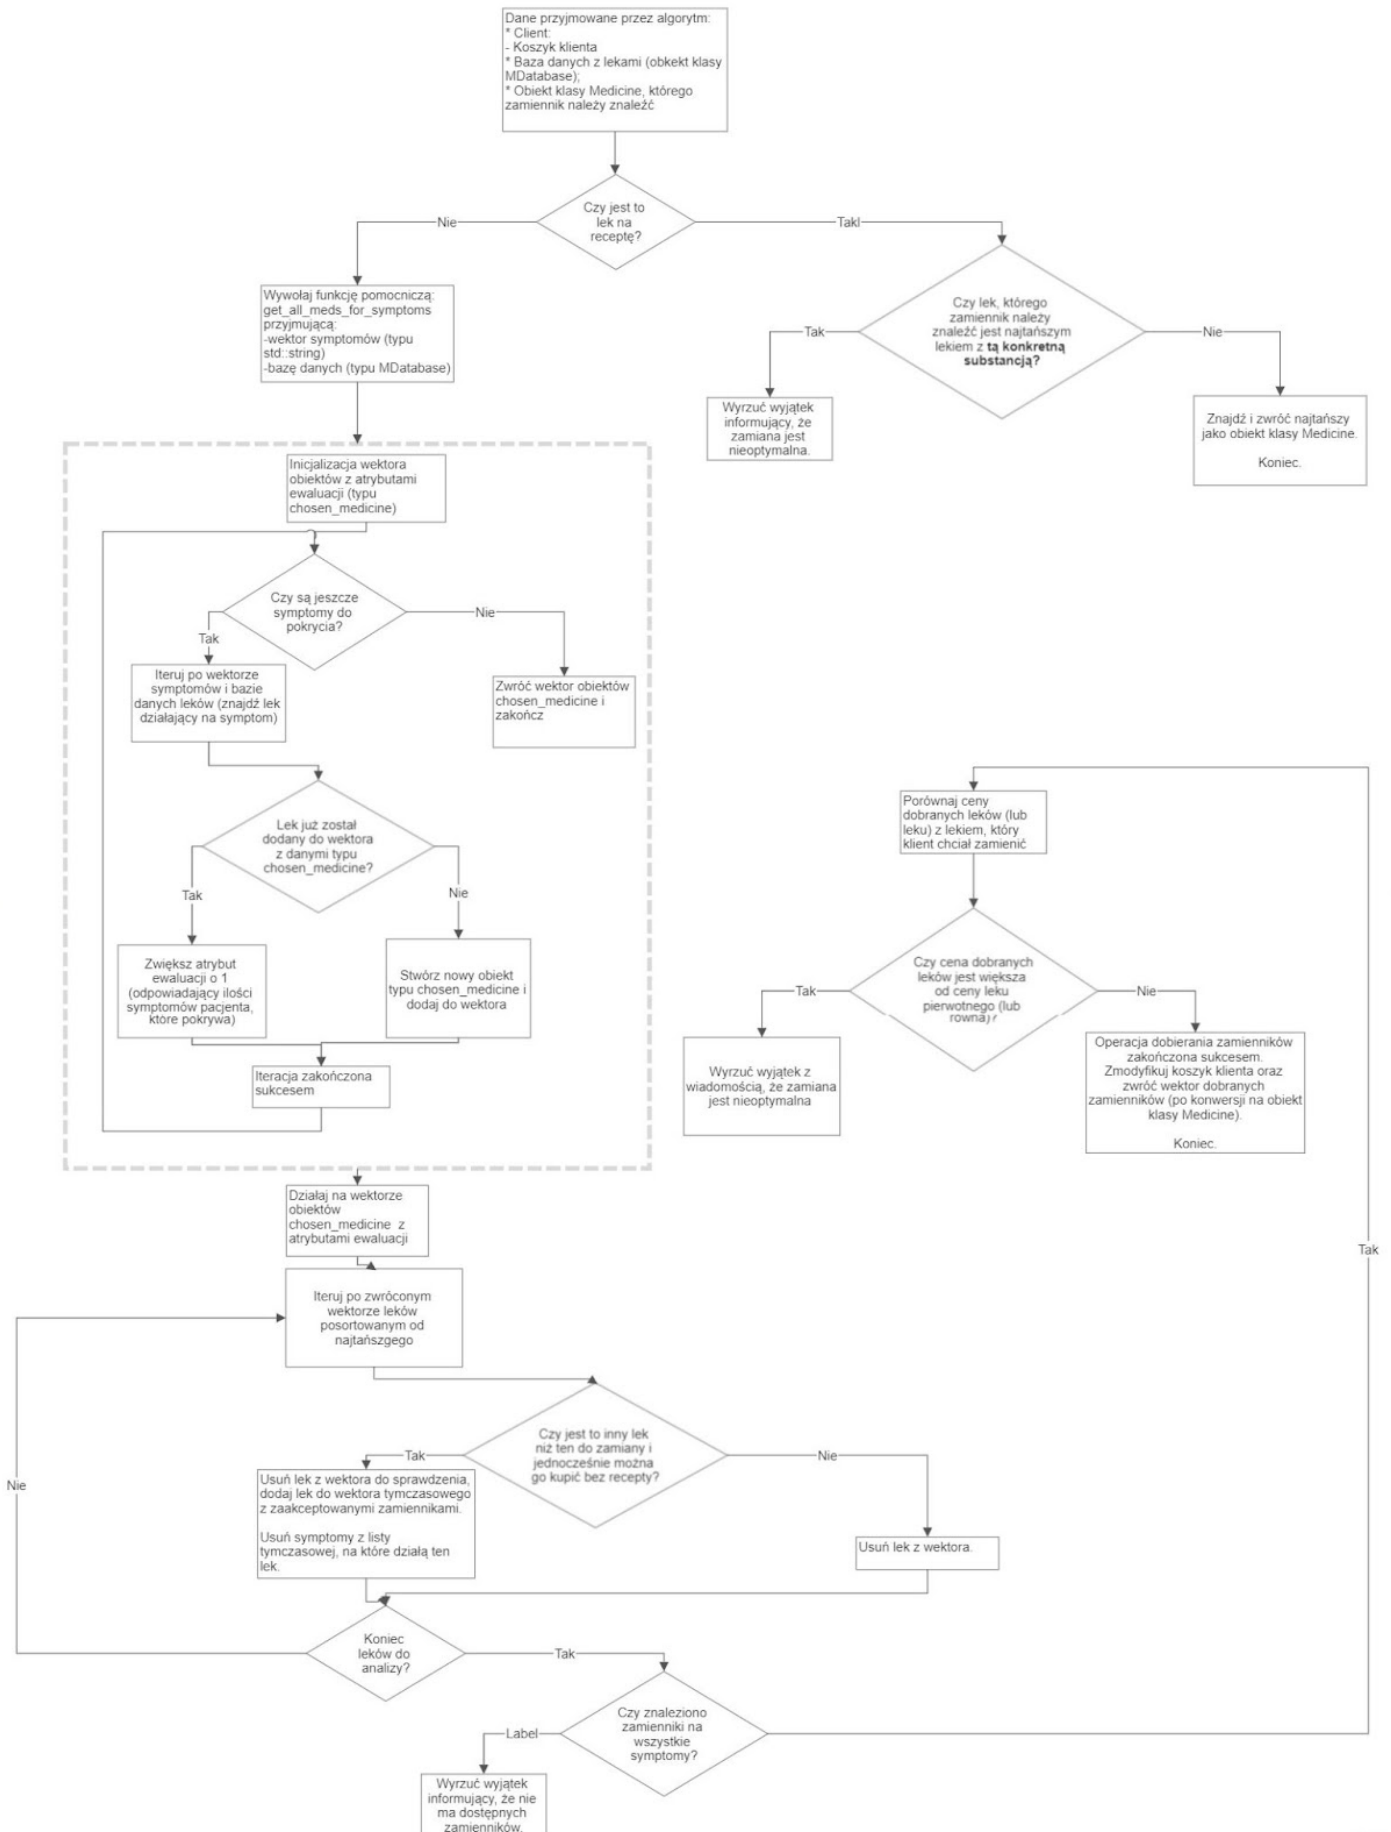 Dane przyjmowane przez algorytm:
* Client:
- Koszyk klienta
* Baza danych z lekami (obkekt klasy
MDatabase);
* Obiekt klasy Medicine, którego
zamiennik należy znaleźć
Czy jest to
lek na
receptę?
Nie
Takl
Wywołaj funkcję pomocniczą:
get_all_meds_for_symptoms
przyjmującą:
-wektor symptomów (typu
std::string)
-bazę danych (typu MDatabase)
Czy lek, którego
zamiennik należy
znaleźć jest najtańszym
lekiem z tą konkretną
substancją?
Tak
Nie
Wyrzuć wyjątek
informujący, że
zamiana jest
nieoptymalna.
Znajdź i zwróć najtańszy
jako obiekt klasy Medicine.
Koniec.
Inicjalizacja wektora
obiektów z atrybutami
ewaluacji (typu
chosen_medicine)
Czy są jeszcze
symptomy do
pokrycia?
Tak
Nie
Iteruj po wektorze
symptomów i bazie
danych leków (znajdź lek
działający na symptom)
Zwróć wektor obiektów
chosen_medicine i
zakończ
Lek już został
dodany do wektora
z danymi typu
chosen_medicine?
Tak
Nie
Zwiększ atrybut
ewaluacji o 1
(odpowiadający ilości
symptomów pacjenta,
które pokrywa)
Stwórz nowy obiekt
typu chosen_medicine i
dodaj do wektora
Iteracja zakończona
sukcesem
Działaj na wektorze
obiektów
chosen_medicine z
atrybutami ewaluacji
Iteruj po zwróconym
wektorze leków
posortowanym od
najtańszgego
Czy jest to inny lek
niż ten do zamiany i
jednocześnie można
go kupić bez recepty?
Tak
Nie
Usuń lek z wektora do sprawdzenia,
dodaj lek do wektora tymczasowego
z zaakceptowanymi zamiennikami.
Usuń symptomy z listy
tymczasowej, na które działą ten
lek.
Usuń lek z wektora.
Koniec
leków do
analizy?
Nie
Tak
Czy znaleziono
zamienniki na
wszystkie
symptomy?
Label
Tak
Wyrzuć wyjątek
informujący, że nie
ma dostępnych
zamienników.
Porównaj ceny
dobranych leków (lub
leku) z lekiem, który
klient chciał zamienić
Czy cena dobranych
leków jest większa
od ceny leku
pierwotnego (lub
równa)?
Tak
Nie
Wyrzuć wyjątek z
wiadomością, że zamiana
jest nieoptymalna
Operacja dobierania zamienników
zakończona sukcesem.
Zmodyfikuj koszyk klienta oraz
zwróć wektor dobranych
zamienników (po konwersji na obiekt
klasy Medicine).
Koniec.